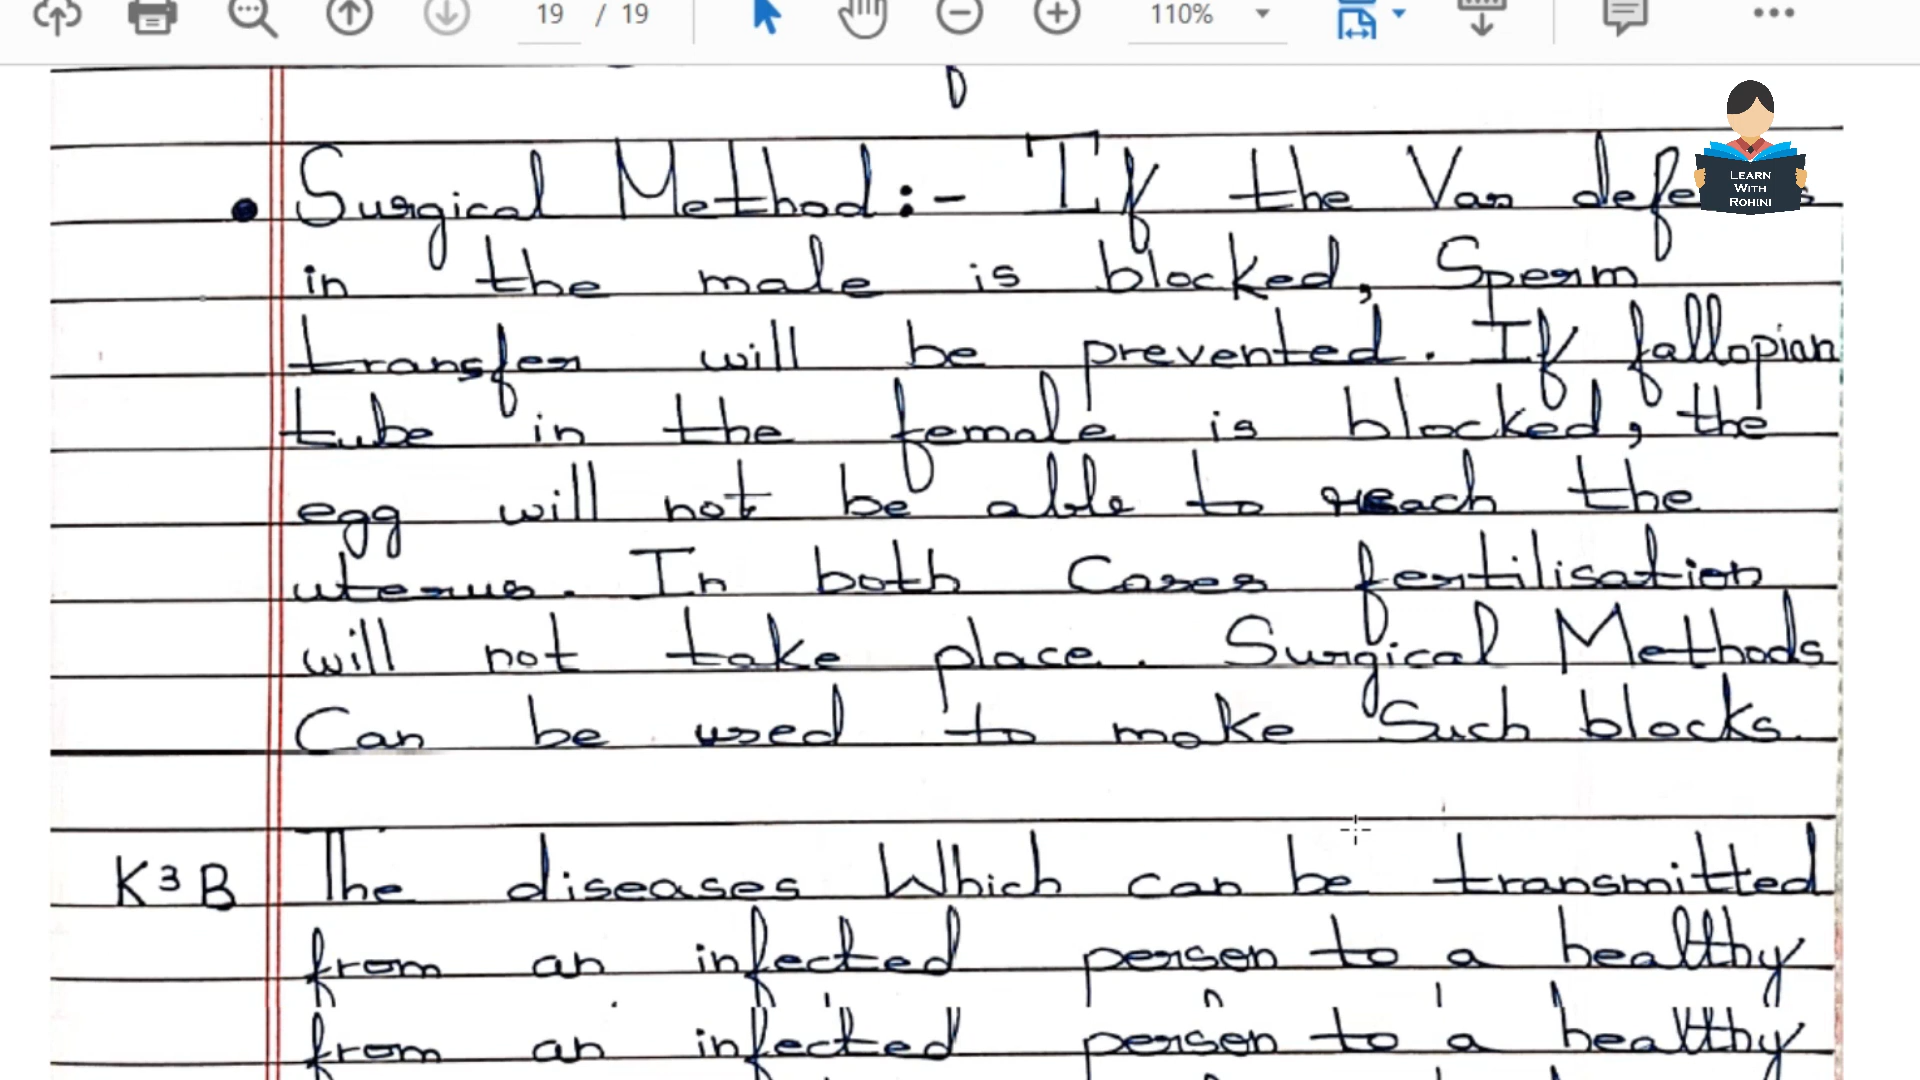 19 / 19
110%
LEARN
With
ROHINI
• Surgical Method:- If the Vas defe s
in the male is blocked, Sperm
transfer will be prevented. If fallopian
tube in the female is blocked, the
egg will not be able to reach the
uterus. In both Cases fertilisation
will not take place. Surgical Methods
Can be used to make Such blocks.
K3B The diseases Which can be transmitted
from an infected person to a healthy
from an infected person to a healthy